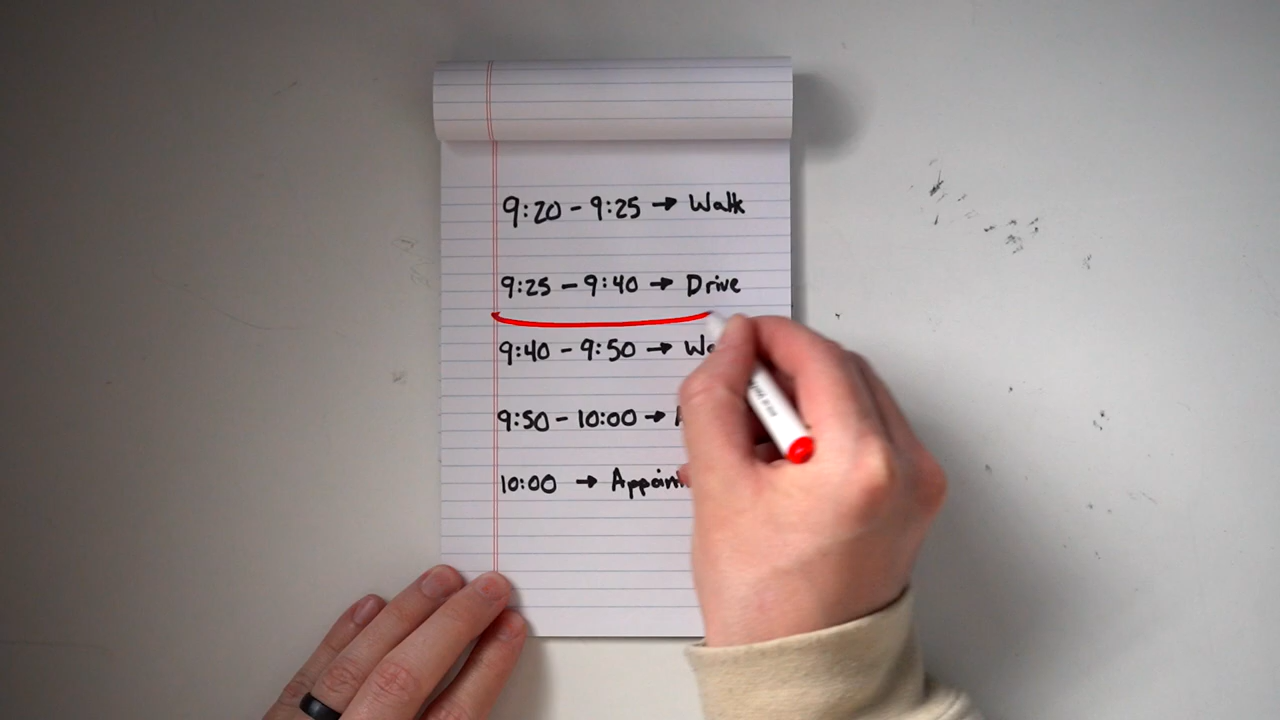 9:20 - 9:25 → Walk
9:25 - 9:40 → Drive
9:40 - 9:50 →
9:50 - 10:00 →
10:00 →